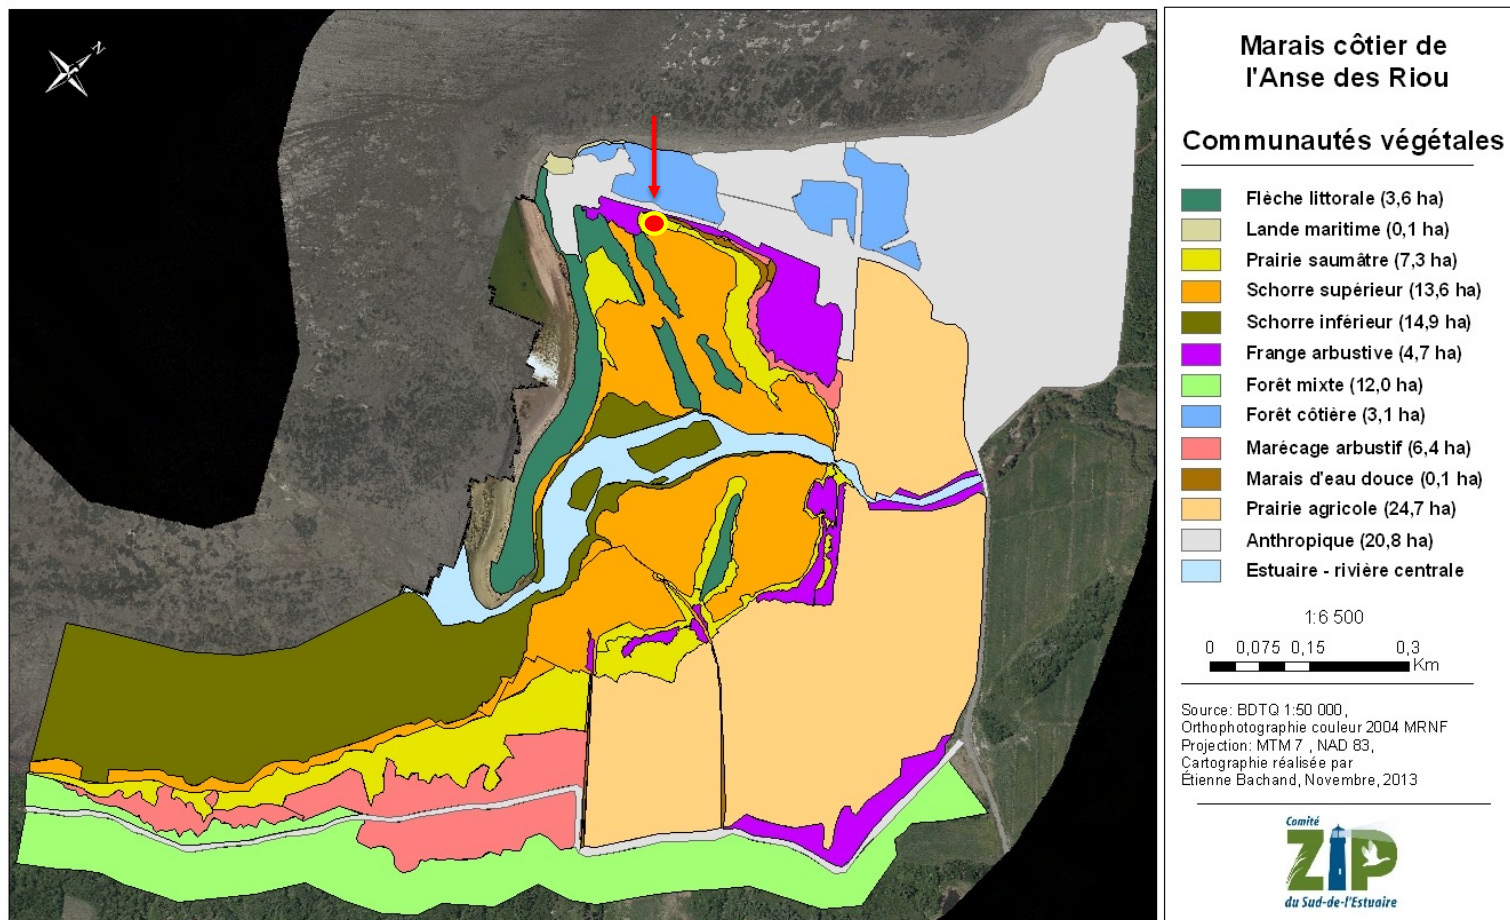 N
Marais côtier de
l'Anse des Riou
Communautés végétales
Flèche littorale (3,6 ha)
Lande maritime (0,1 ha)
Prairie saumâtre (7,3 ha)
Schorre supérieur (13,6 ha)
Schorre inférieur (14,9 ha)
Frange arbustive (4,7 ha)
Forêt mixte (12,0 ha)
Forêt côtière (3,1 ha)
Marécage arbustif (6,4 ha)
Marais d'eau douce (0,1 ha)
Prairie agricole (24,7 ha)
Anthropique (20,8 ha)
Estuaire - rivière centrale
1:6 500
0 0,075 0,15 0,3
Km
Source: BDTQ 1:50 000,
Orthophotographie couleur 2004 MRNF
Projection: MTM 7 , NAD 83,
Cartographie réalisée par
Étienne Bachand, Novembre, 2013
Comité
ZIP
du Sud-de-l'Estuaire